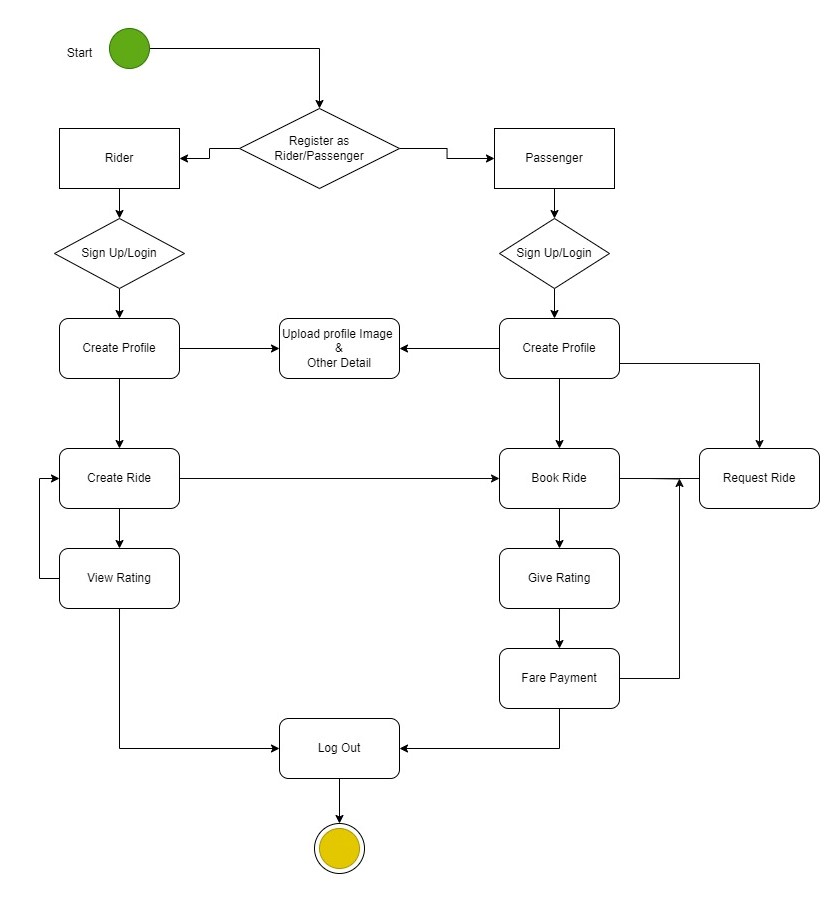 Start
Register as
Rider/Passenger
Rider
Passenger
Sign Up/Login
Sign Up/Login
Create Profile
Upload profile Image
&
Other Detail
Create Profile
Create Ride
Book Ride
Request Ride
View Rating
Give Rating
Fare Payment
Log Out